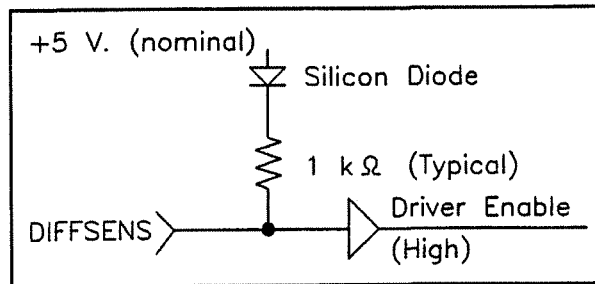 +5 V. (nominal)
Silicon Diode
1 kΩ (Typical)
DIFFSENS
Driver Enable
(High)